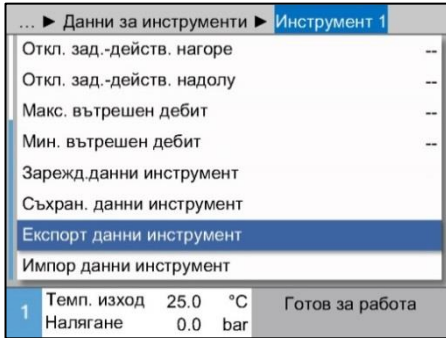 ... ► Данни за инструменти ► Инструмент 1
Откл. зад.-действ. нагоре --
Откл. зад.-действ. надолу --
Макс. вътрешен дебит --
Мин. вътрешен дебит --
Зарежд.данни инструмент
Съхран. данни инструмент
Експорт данни инструмент
Импор данни инструмент
1 Темп. изход 25.0 °C Готов за работа
Налягане 0.0 bar